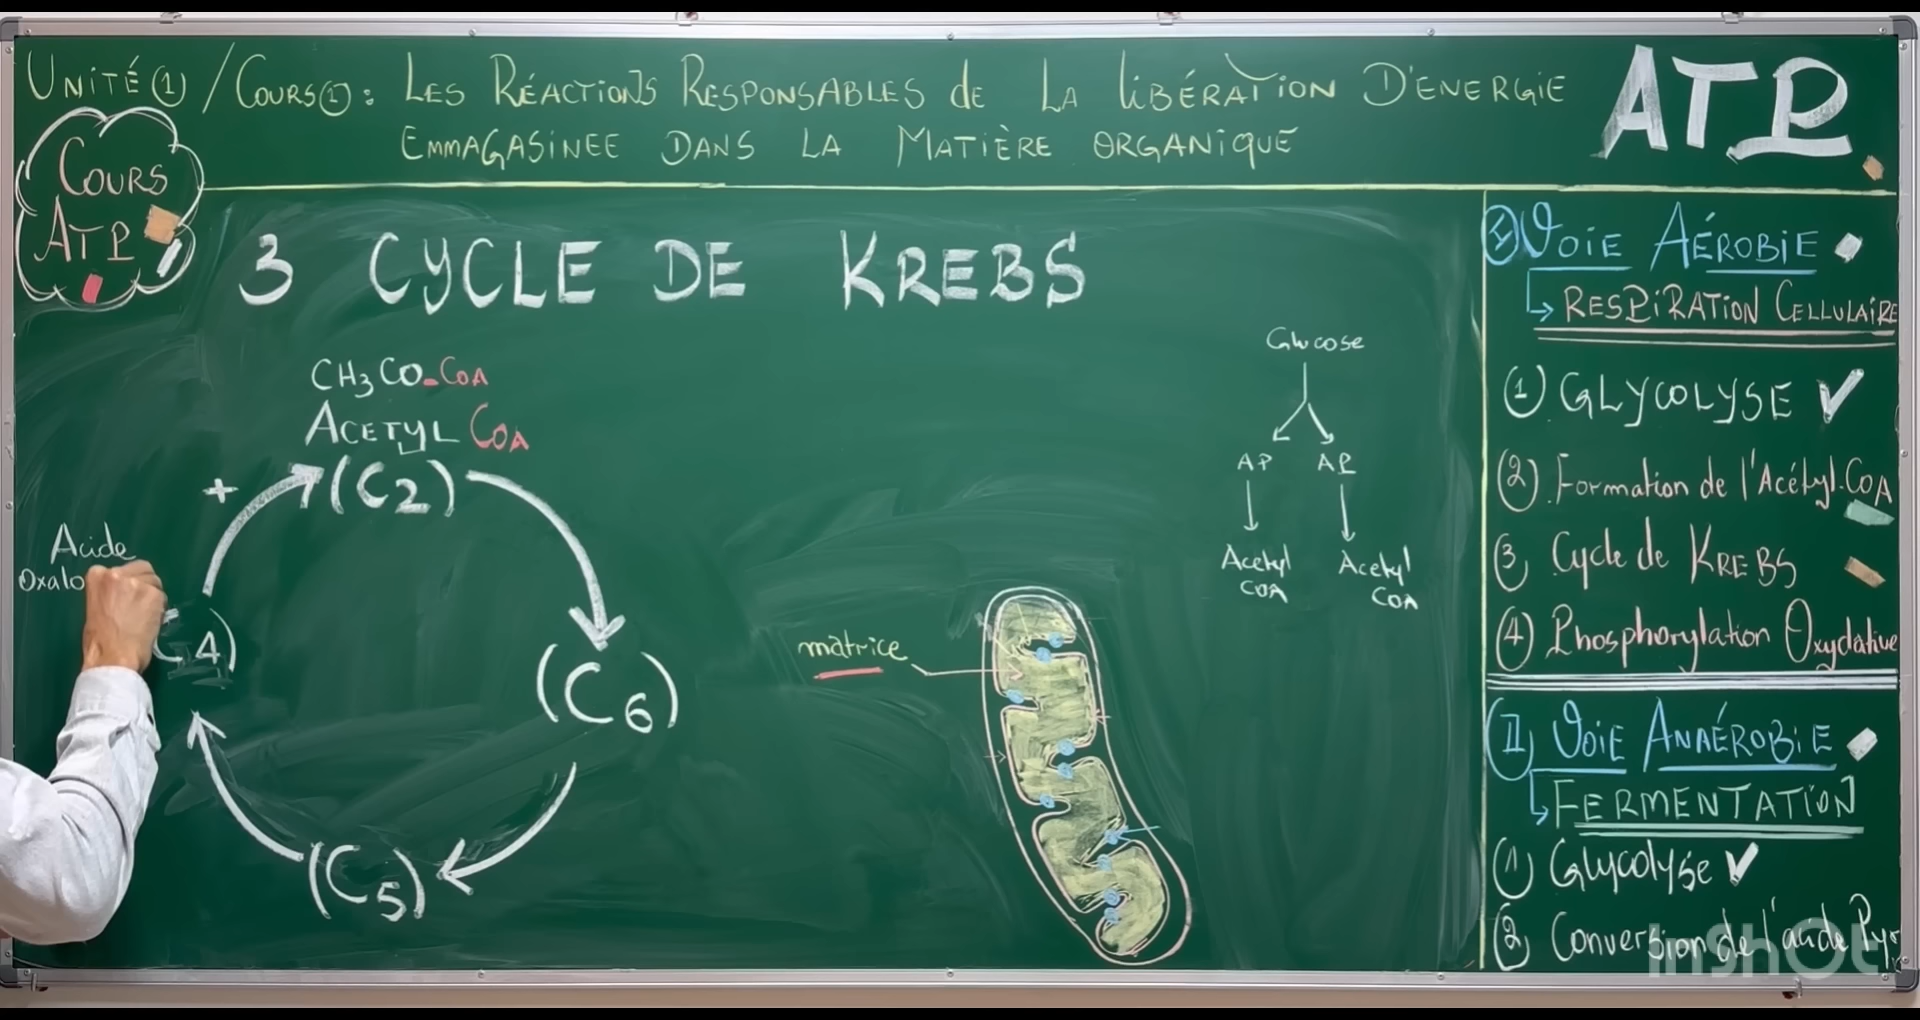 UNITÉ ① / COURS ① : LES RÉACTIONS RESPONSABLES de LA LIBÉRATION D'ENERGIE
EMMAGASINEE DANS LA MATIÈRE ORGANIQUE
ATP
COURS
ATP
3 CYCLE DE KREBS
CH3CO-COA
ACETYL COA
+
(C2)
Acide
Oxalo
(C4)
(C6)
(C5)
matrice
Glucose
AP AP
Acetyl COA
Acetyl COA
I VOIE AÉROBIE
RESPIRATION CELLULAIRE
① GLYCOLYSE ✓
② Formation de l'Acétyl.COA
③ Cycle de KREBS
④ Phosphorylation Oxydative
II VOIE ANAÉROBIE
FERMENTATION
① Glycolyse ✓
② Conversion de l'acide Pyr
InShOt